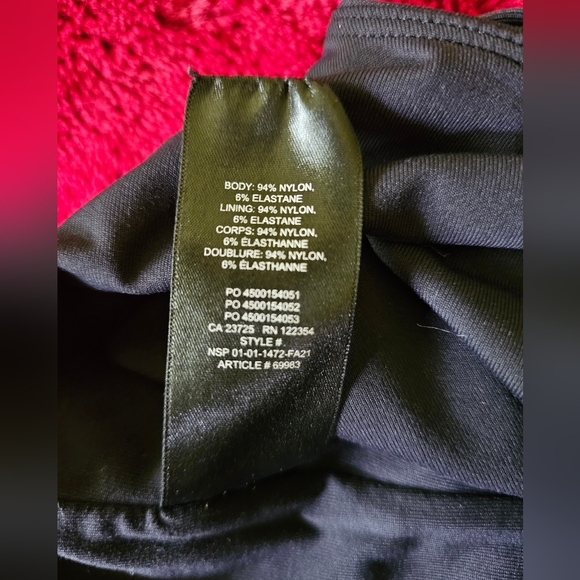 BODY: 94% NYLON,
6% ELASTANE
LINING: 94% NYLON,
6% ELASTANE
CORPS: 94% NYLON,
6% ÉLASTHANNE
DOUBLURE: 94% NYLON,
6% ÉLASTHANNE
PO 4500154051
PO 4500154052
PO 4500154053
CA 23725 RN 122354
STYLE #
NSP 01-01-1472-FA21
ARTICLE # 69963